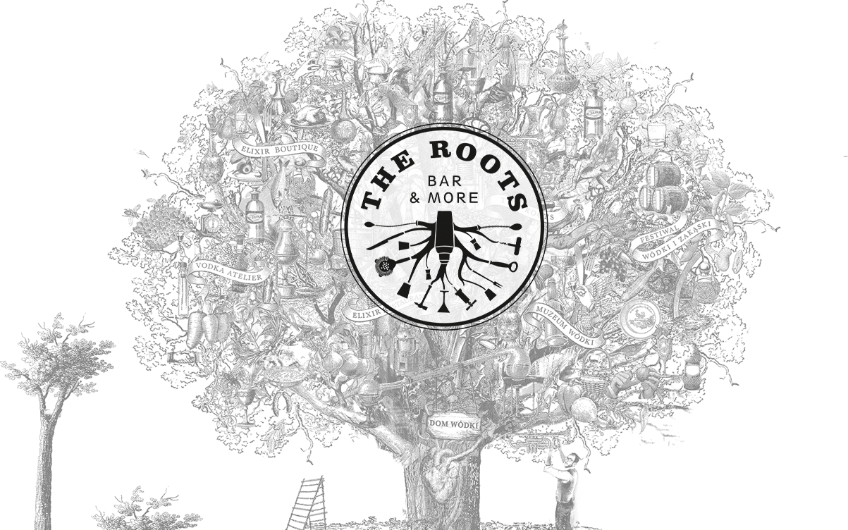 ELIXIR BOUTIQUE
THE ROOTS
BAR
& MORE
FESTIWAL
WÓDKI I ZAKĄSKI
VODKA ATELIER
ELIXIR
MUZEUM WÓDKI
DOM WÓDKI